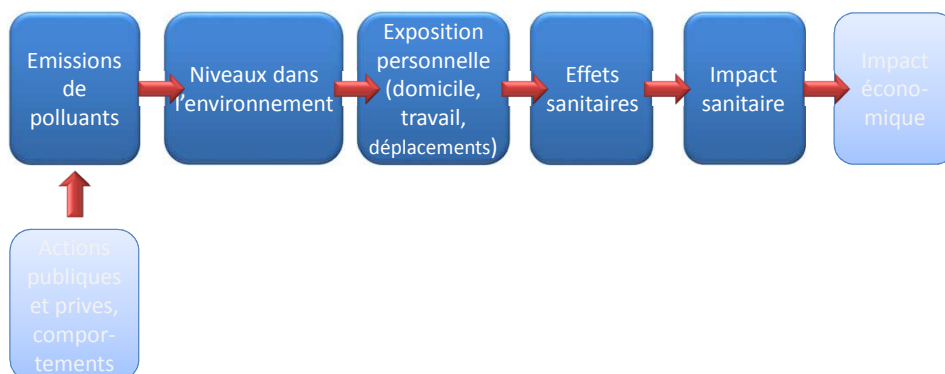 Emissions
de
polluants
Niveaux dans
l'environnement
Exposition
personnelle
(domicile,
travail,
déplacements)
Effets
sanitaires
Impact
sanitaire
Impact
écono-
mique
Actions
publiques
et prives,
compor-
tements